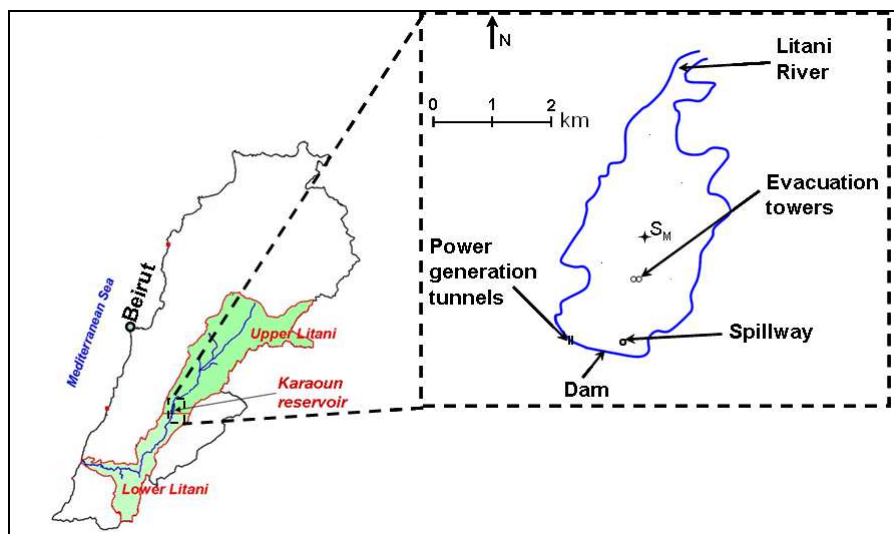 Mediterranean Sea
Beirut
Upper Litani
Karaoun
reservoir
Lower Litani
N
0 1 2
km
Litani
River
Evacuation
towers
S_M
Power
generation
tunnels
Spillway
Dam